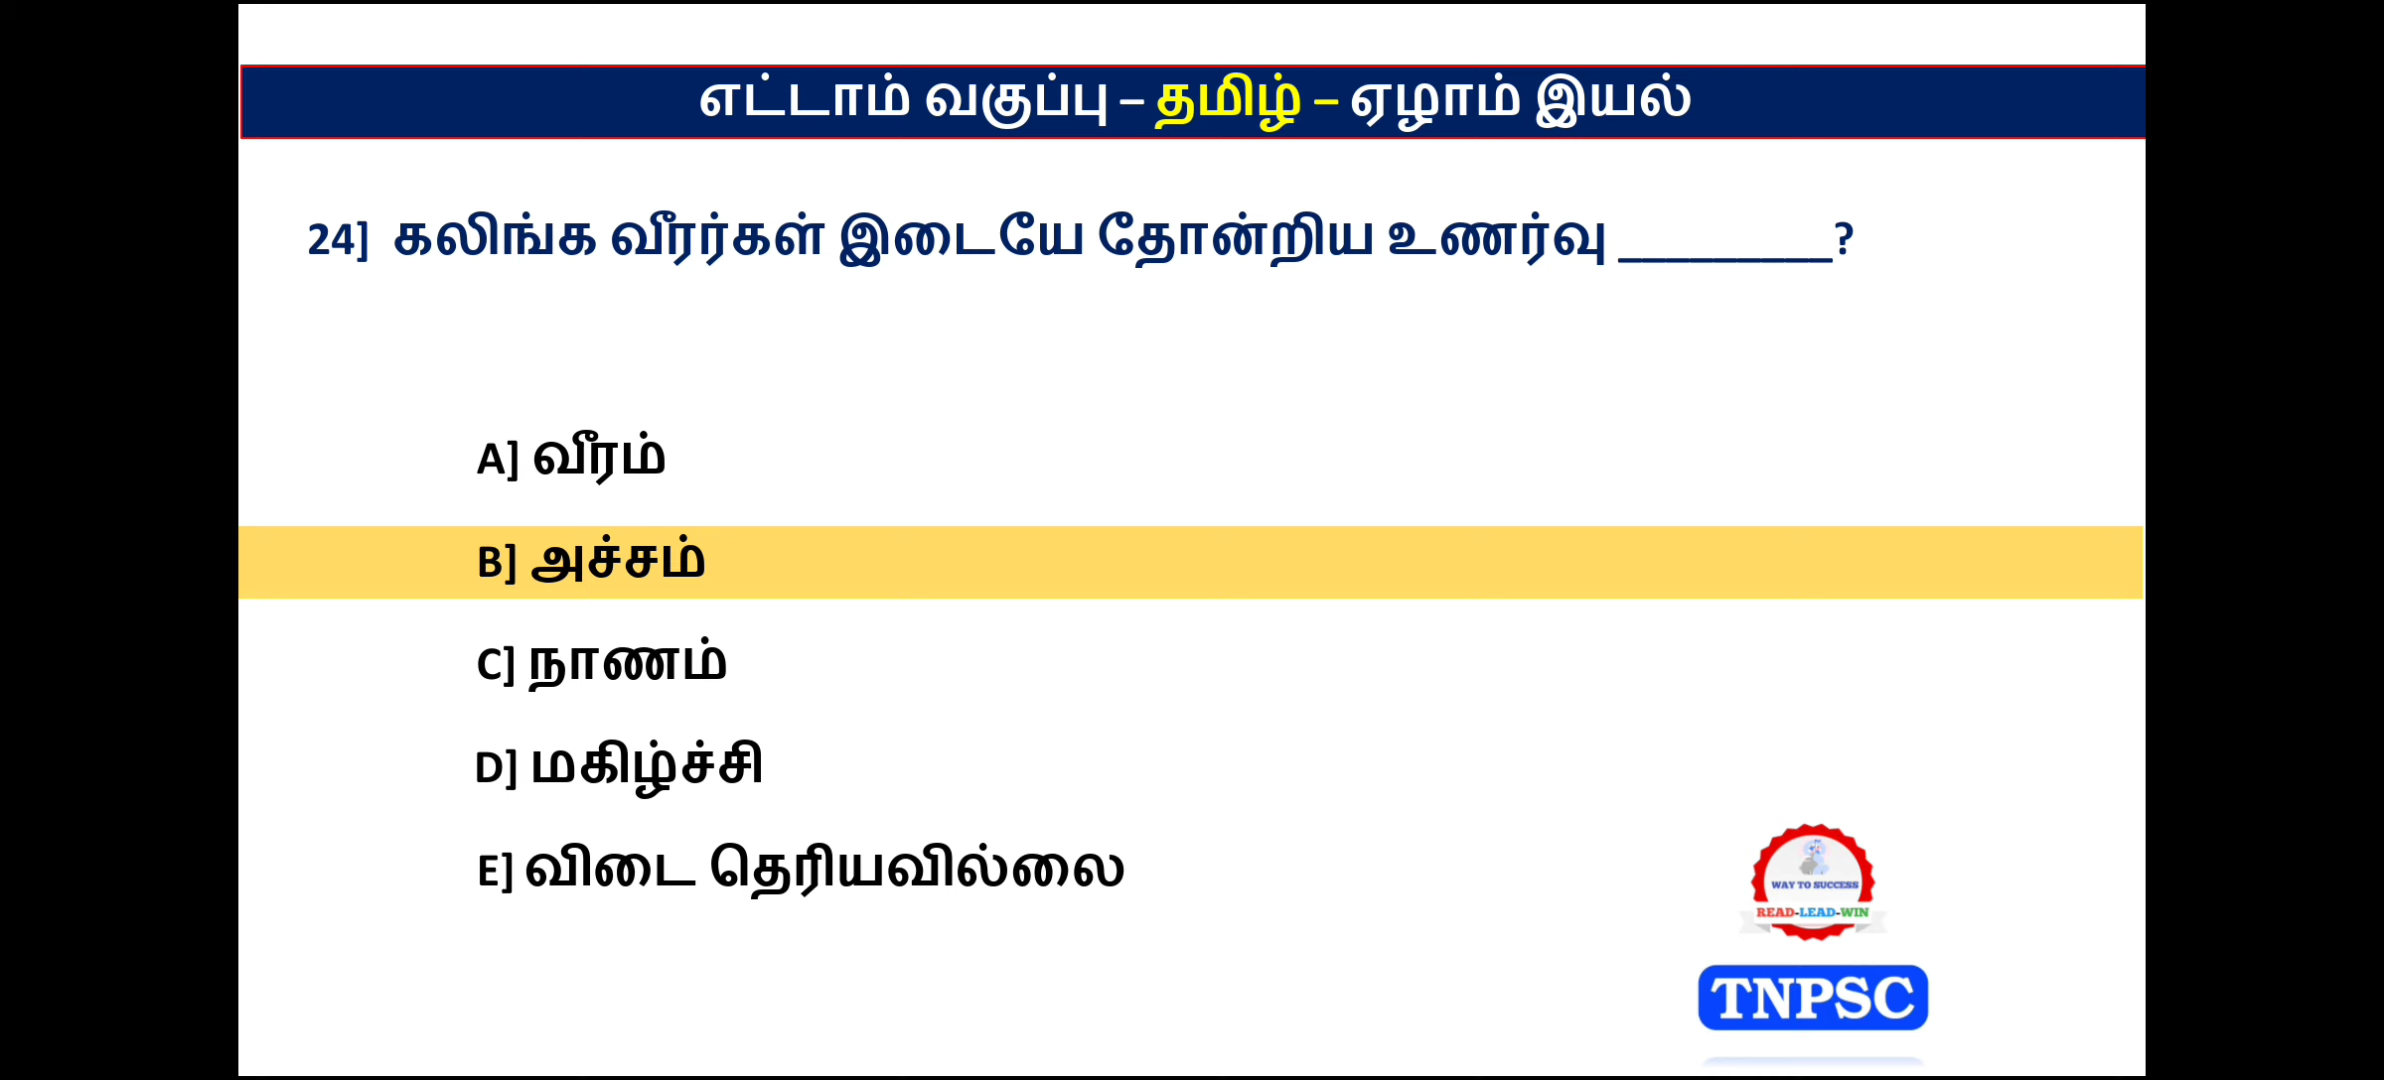 எட்டாம் வகுப்பு – தமிழ் – ஏழாம் இயல்
24] கலிங்க வீரர்கள் இடையே தோன்றிய உணர்வு _________?
A] வீரம்
B] அச்சம்
C] நாணம்
D] மகிழ்ச்சி
E] விடை தெரியவில்லை
WAY TO SUCCESS
READ-LEAD-WIN
TNPSC